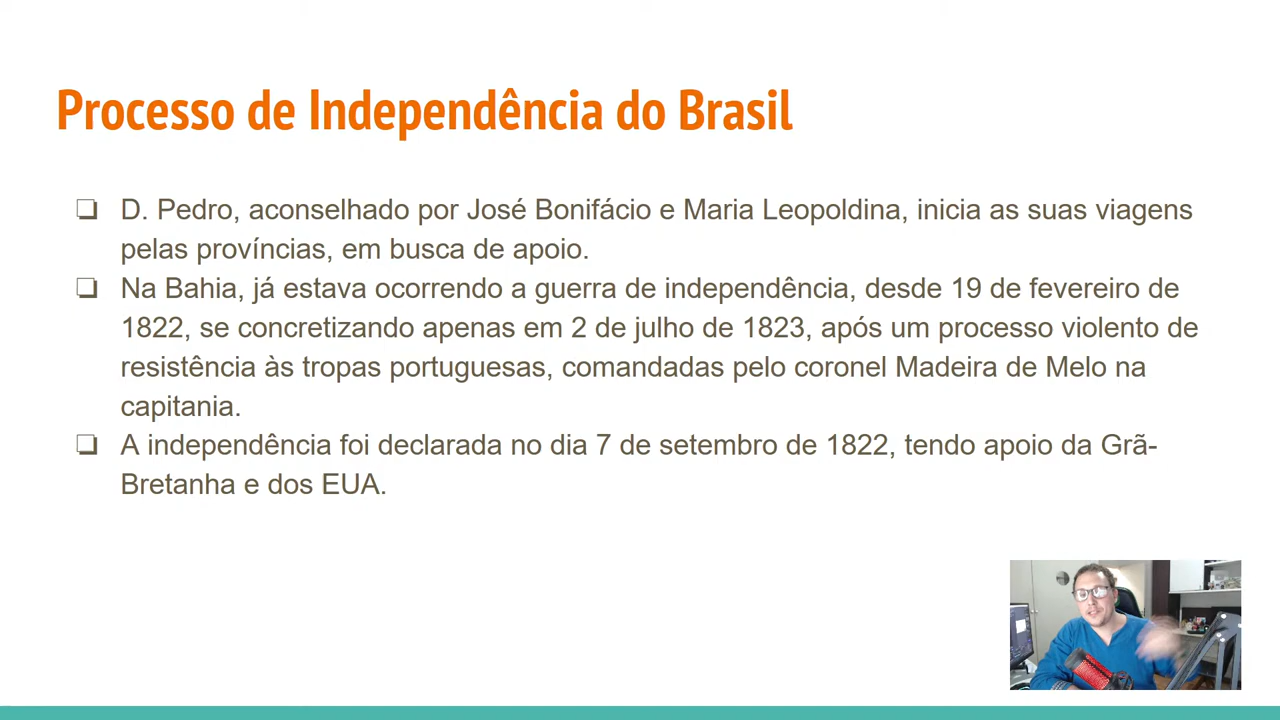 Processo de Independência do Brasil
D. Pedro, aconselhado por José Bonifácio e Maria Leopoldina, inicia as suas viagens
pelas províncias, em busca de apoio.
Na Bahia, já estava ocorrendo a guerra de independência, desde 19 de fevereiro de
1822, se concretizando apenas em 2 de julho de 1823, após um processo violento de
resistência às tropas portuguesas, comandadas pelo coronel Madeira de Melo na
capitania.
A independência foi declarada no dia 7 de setembro de 1822, tendo apoio da Grã-
Bretanha e dos EUA.